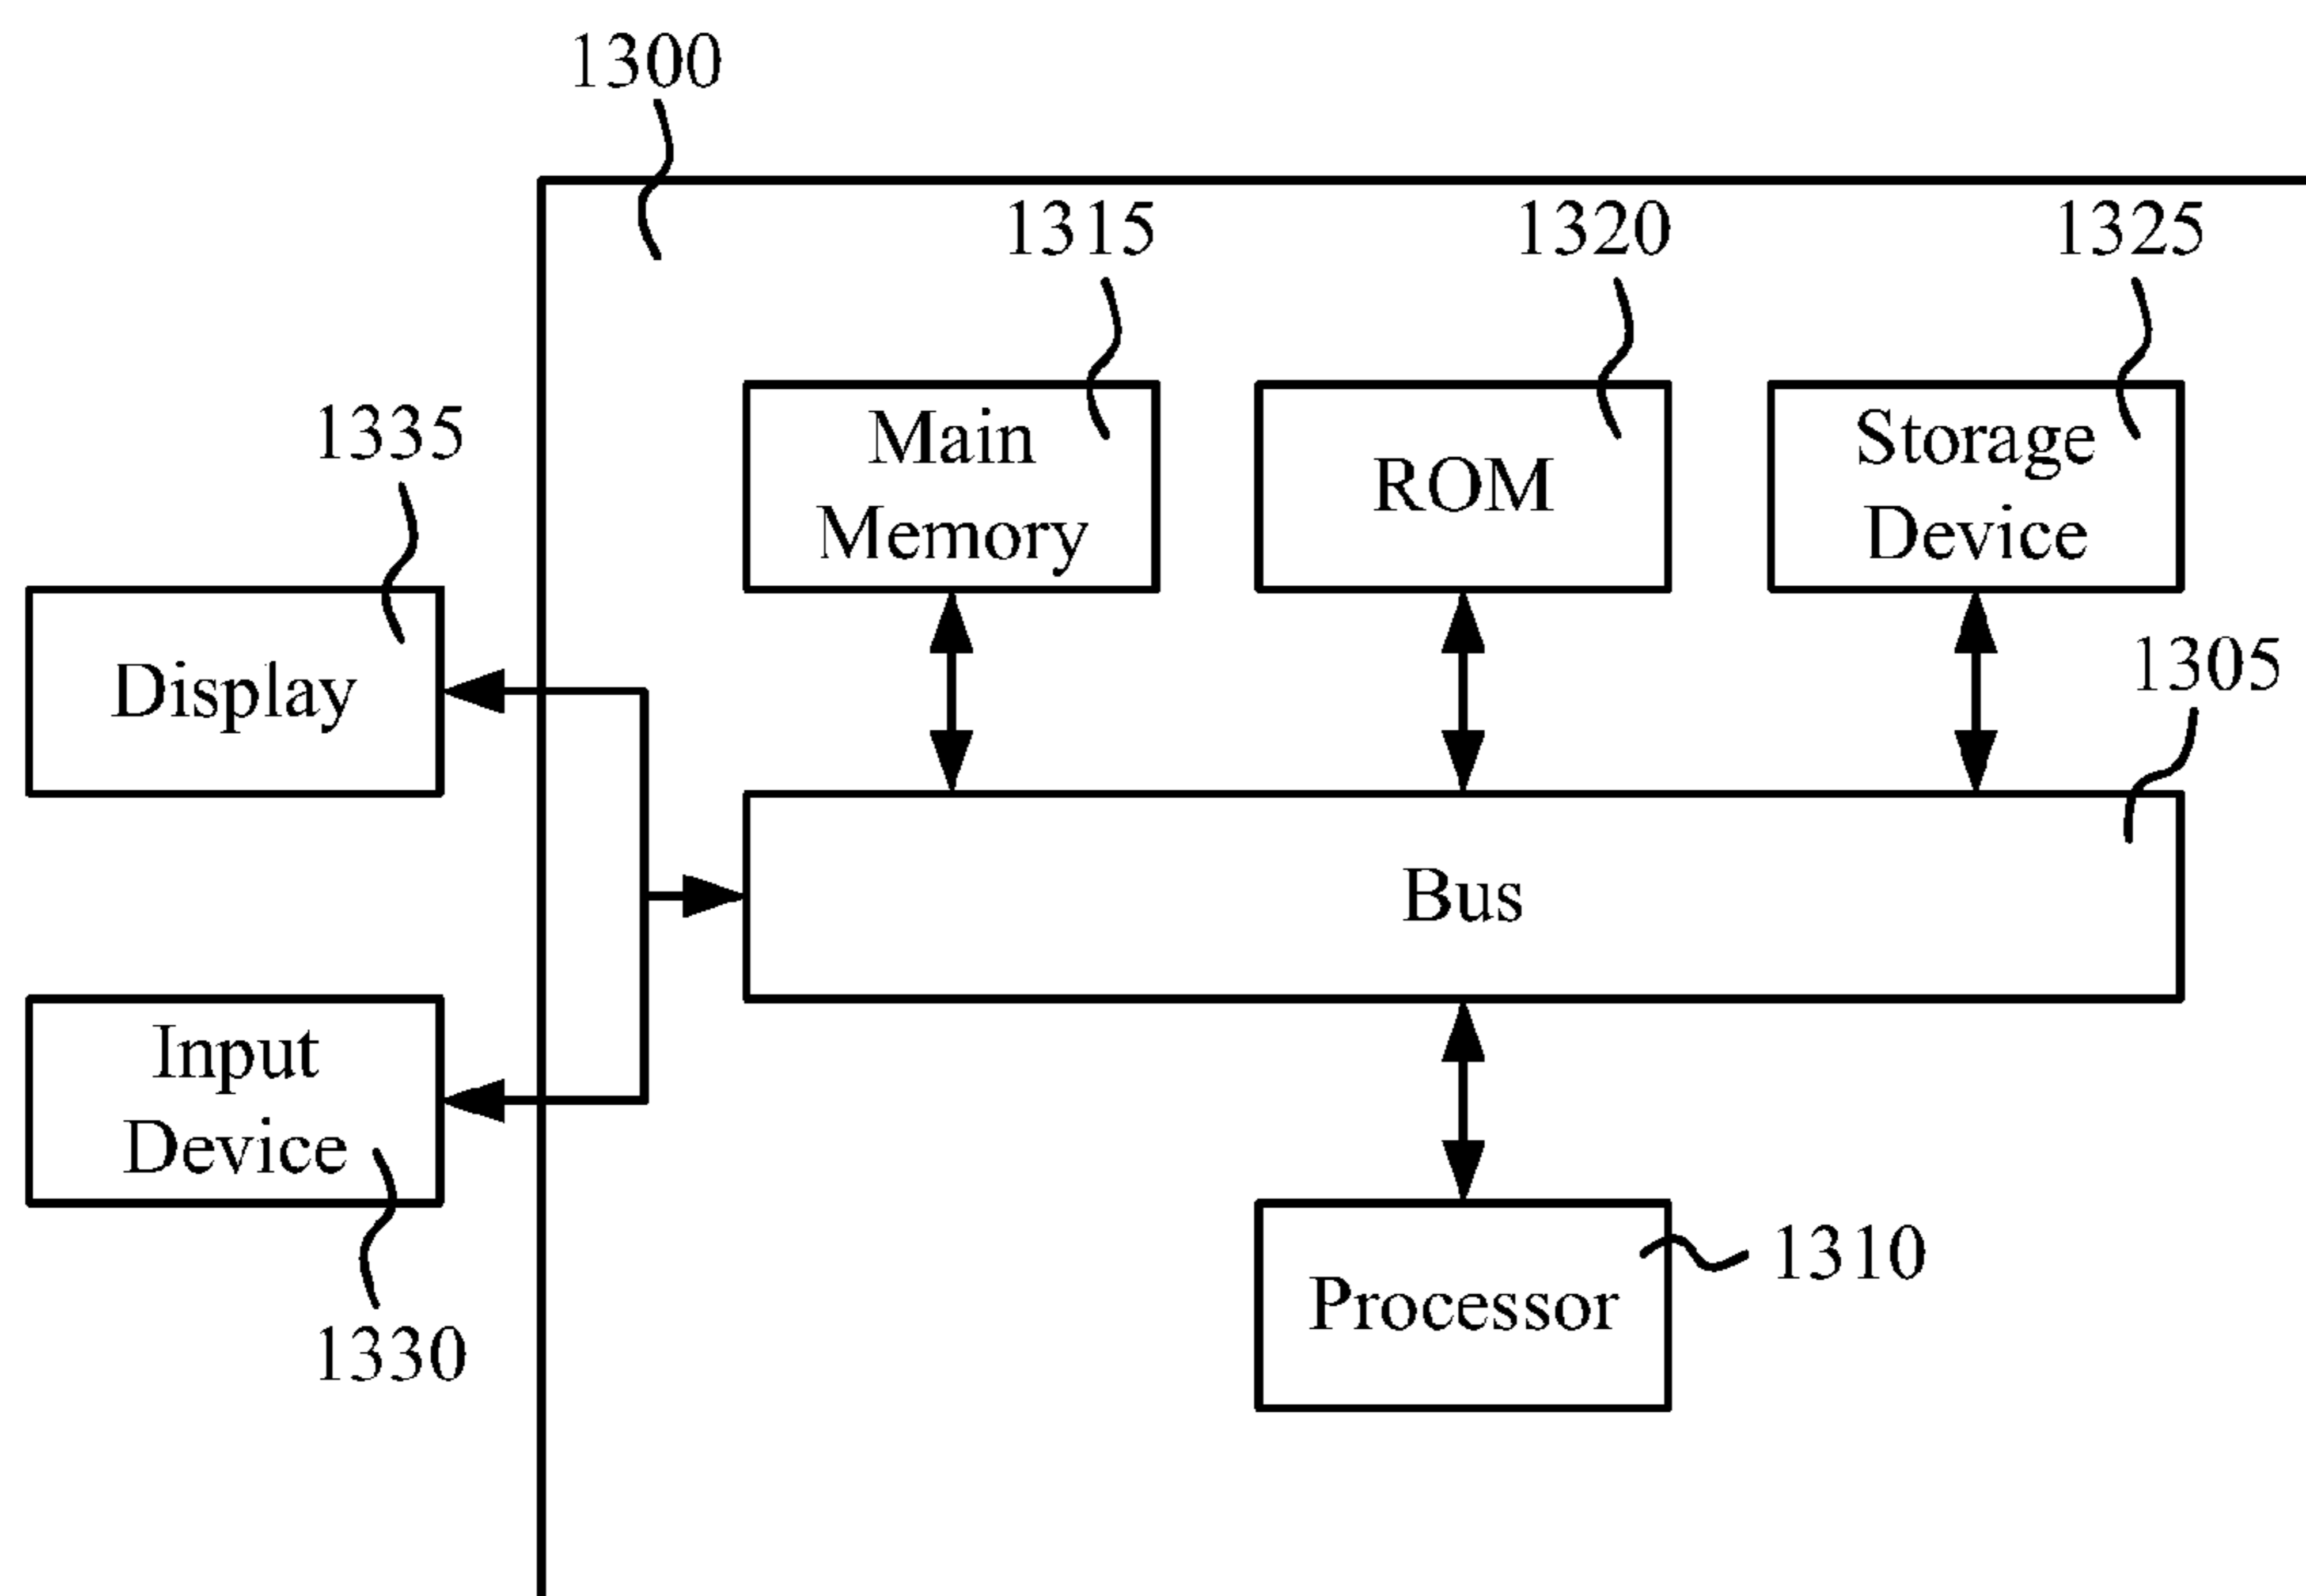 1300
1315
1320
1325
1335
Main
Memory
ROM
Storage
Device
1305
Display
Bus
Input
Device
1310
Processor
1330